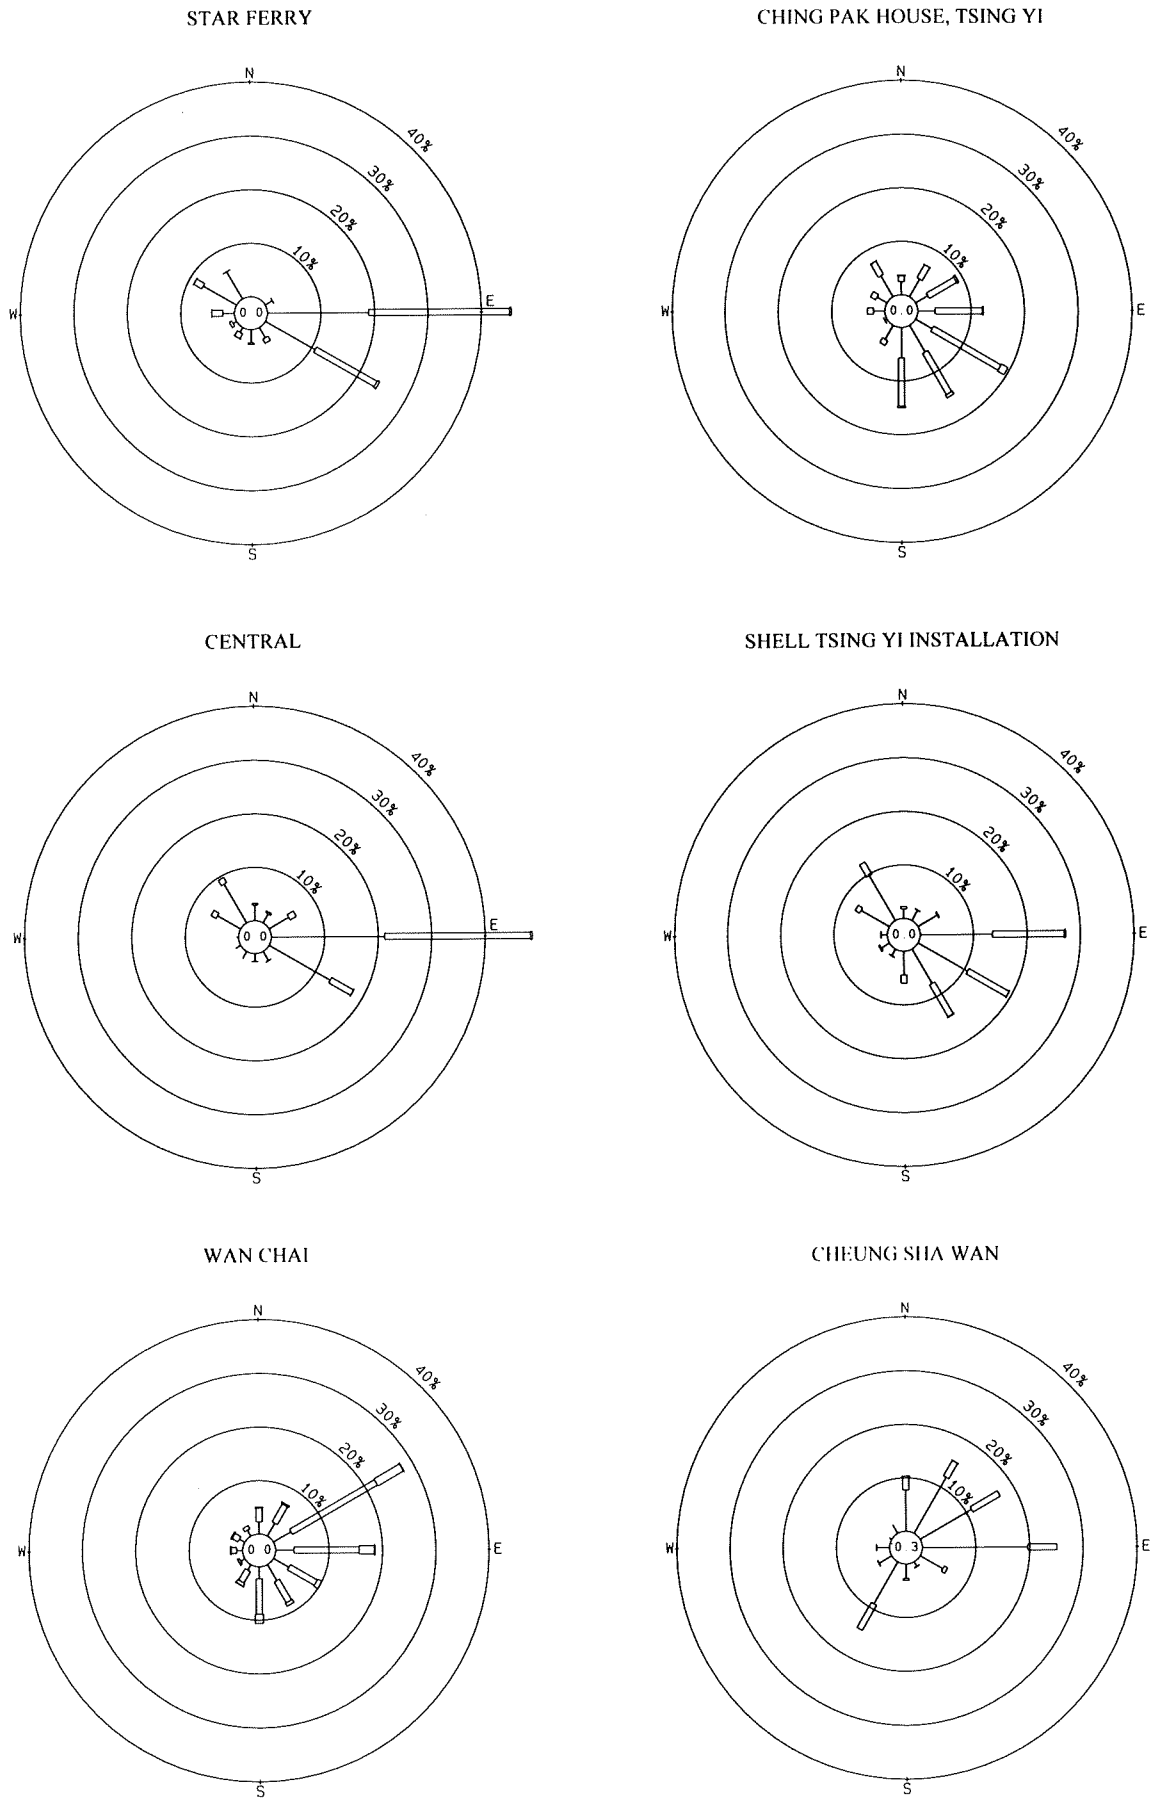 STAR FERRY
N
40%
30%
20%
10%
W
0 0
E
S
CHING PAK HOUSE, TSING YI
N
40%
30%
20%
10%
W
0.0
E
S
CENTRAL
N
40%
30%
20%
10%
W
0 0
E
S
SHELL TSING YI INSTALLATION
N
40%
30%
20%
10%
W
0.0
E
S
WAN CHAI
N
40%
30%
20%
10%
W
0 0
E
S
CHEUNG SHA WAN
N
40%
30%
20%
10%
W
0.3
E
S